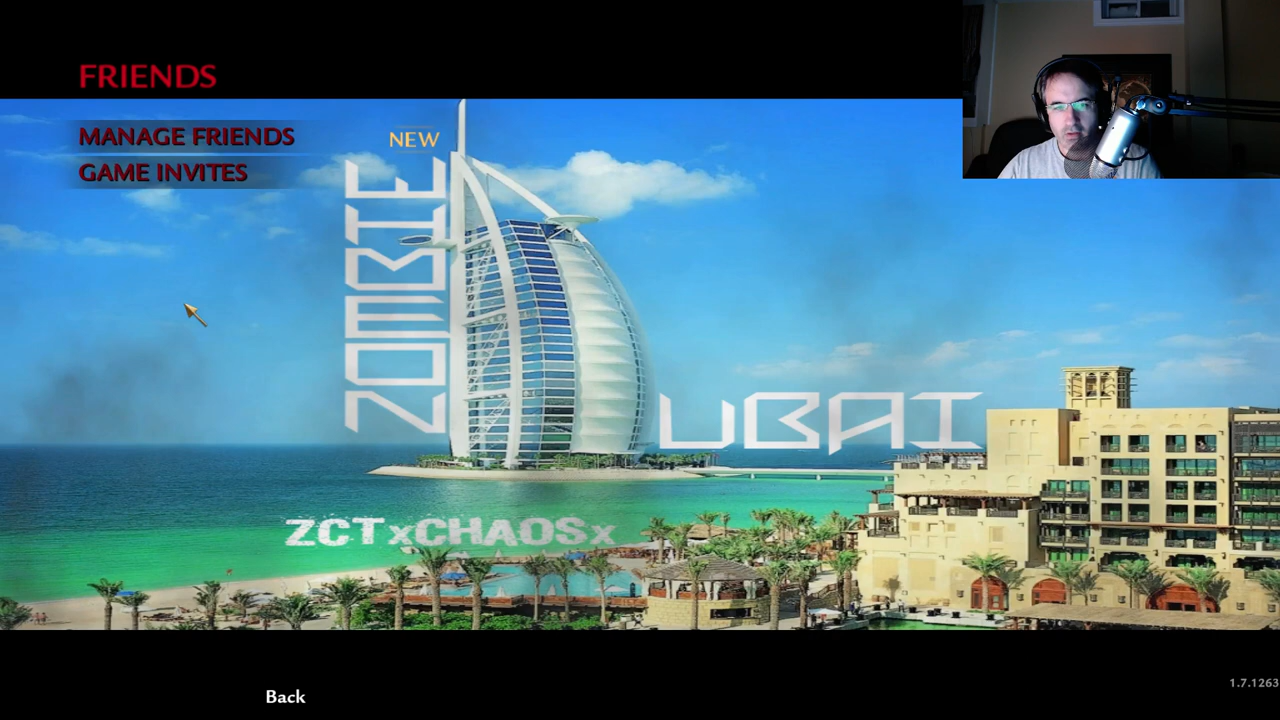 FRIENDS
MANAGE FRIENDS
NEW
GAME INVITES
ZOMBIE
UBAI
ZCTxCHAOSx
Back
1.7.1263